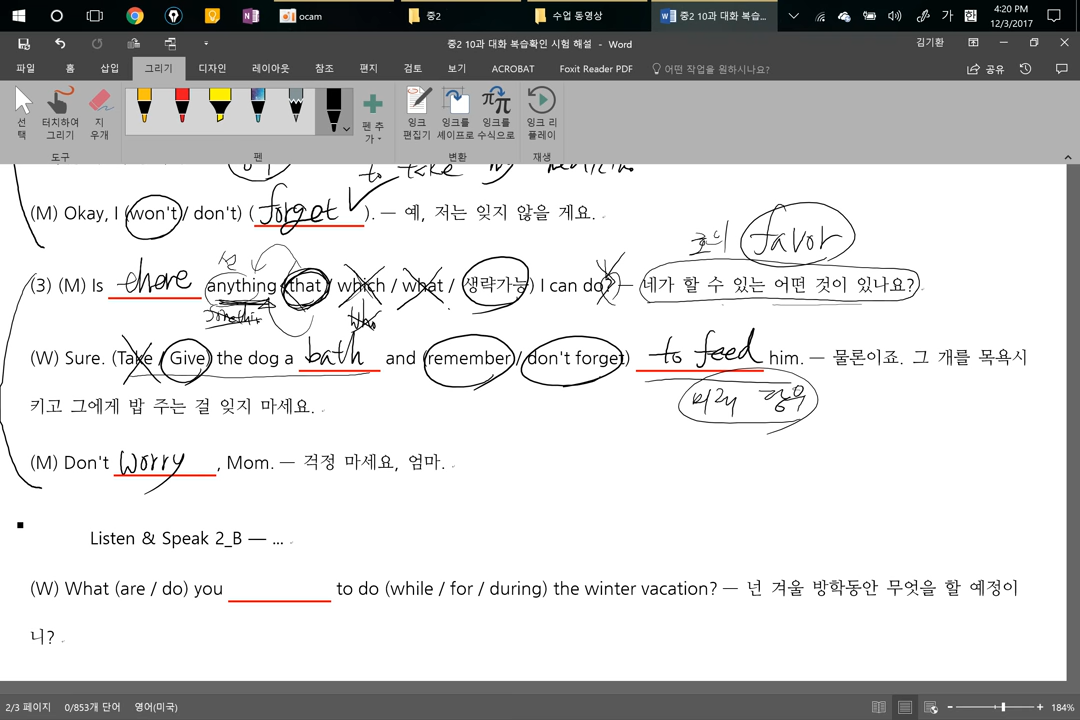 ocam 중2 수업 동영상 중2 10과 대화 복습... 가 한 4:20 PM 12/3/2017
중2 10과 대화 복습확인 시험 해설 - Word 김기환
파일 홈 삽입 그리기 디자인 레이아웃 참조 편지 검토 보기 ACROBAT Foxit Reader PDF 어떤 작업을 원하시나요? 공유
선택 터치하여 그리기 지우개 펜 추가 잉크 편집기 잉크를 셰이프로 잉크를 수식으로 잉크 리플레이
도구 펜 변환 재생
to take my medicine
(M) Okay, I (won't / don't) ( forget ). ― 예, 저는 잊지 않을 게요.
호의 favor
선
(3) (M) Is there anything (that / which / what / 생략가능) I can do? ― 네가 할 수 있는 어떤 것이 있나요?
(W) Sure. (Take / Give) the dog a bath and (remember / don't forget) to feed him. ― 물론이죠. 그 개를 목욕시
키고 그에게 밥 주는 걸 잊지 마세요.
미래
(M) Don't worry , Mom. ― 걱정 마세요, 엄마.
Listen & Speak 2_B ― ...
(W) What (are / do) you to do (while / for / during) the winter vacation? ― 넌 겨울 방학동안 무엇을 할 예정이
니?
2/3 페이지 0/853개 단어 영어(미국) 184%